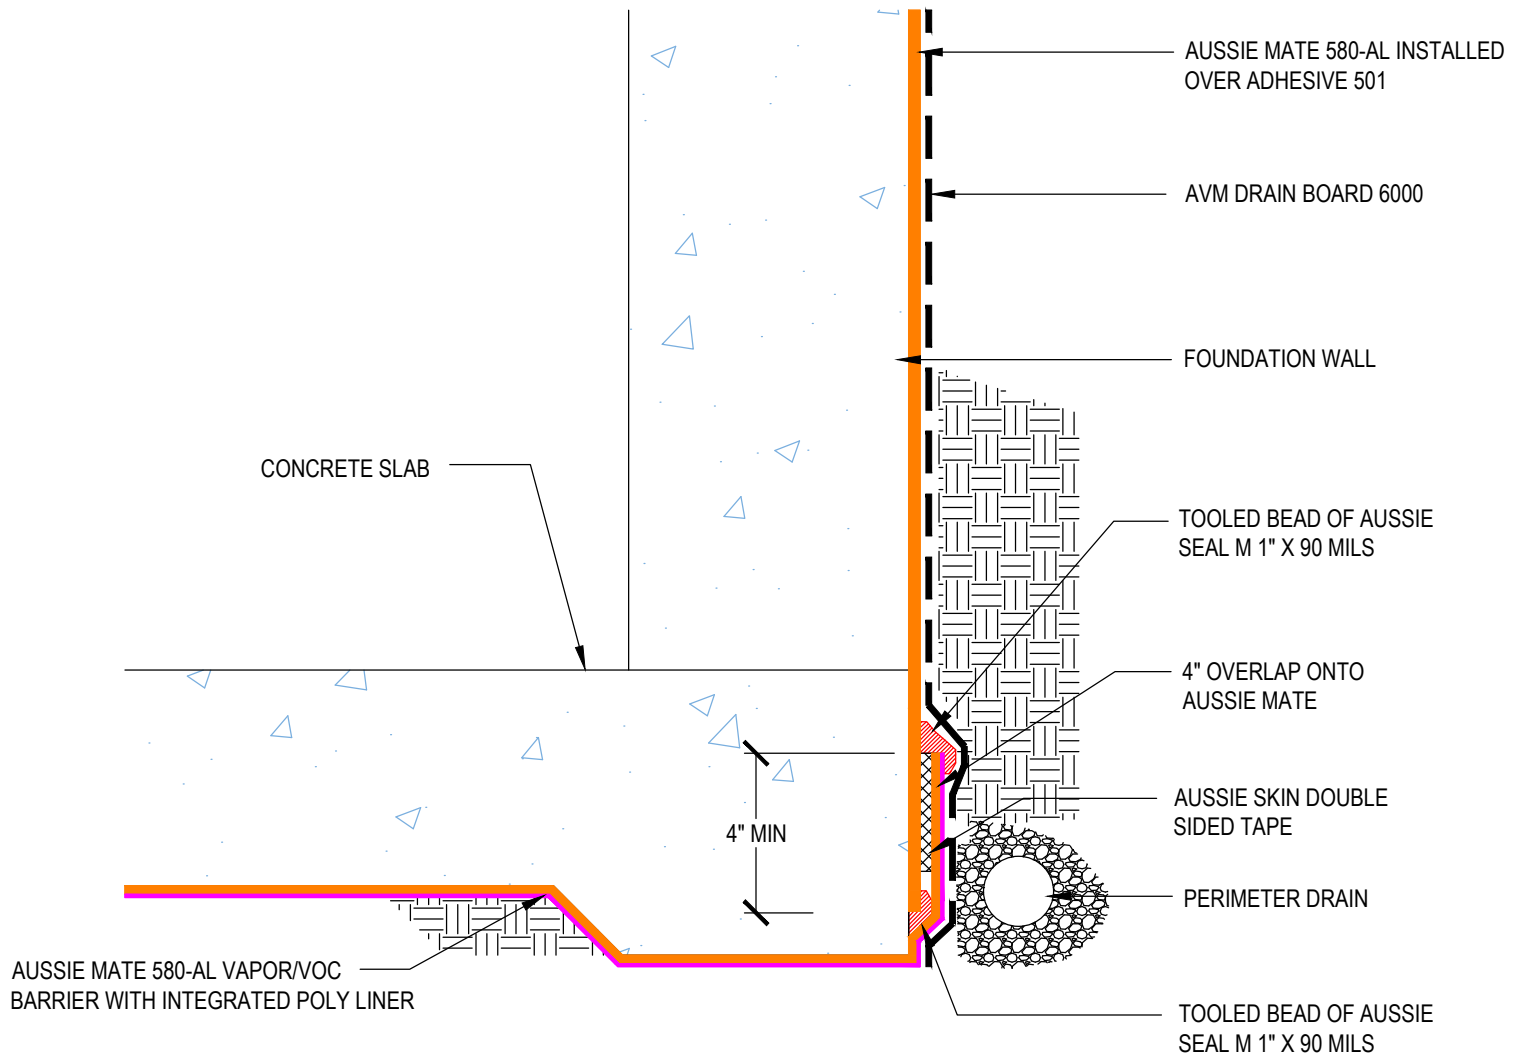 AUSSIE MATE 580-AL INSTALLED
OVER ADHESIVE 501
AVM DRAIN BOARD 6000
FOUNDATION WALL
CONCRETE SLAB
TOOLED BEAD OF AUSSIE
SEAL M 1" X 90 MILS
4" OVERLAP ONTO
AUSSIE MATE
AUSSIE SKIN DOUBLE
SIDED TAPE
4" MIN
PERIMETER DRAIN
AUSSIE MATE 580-AL VAPOR/VOC
BARRIER WITH INTEGRATED POLY LINER
TOOLED BEAD OF AUSSIE
SEAL M 1" X 90 MILS